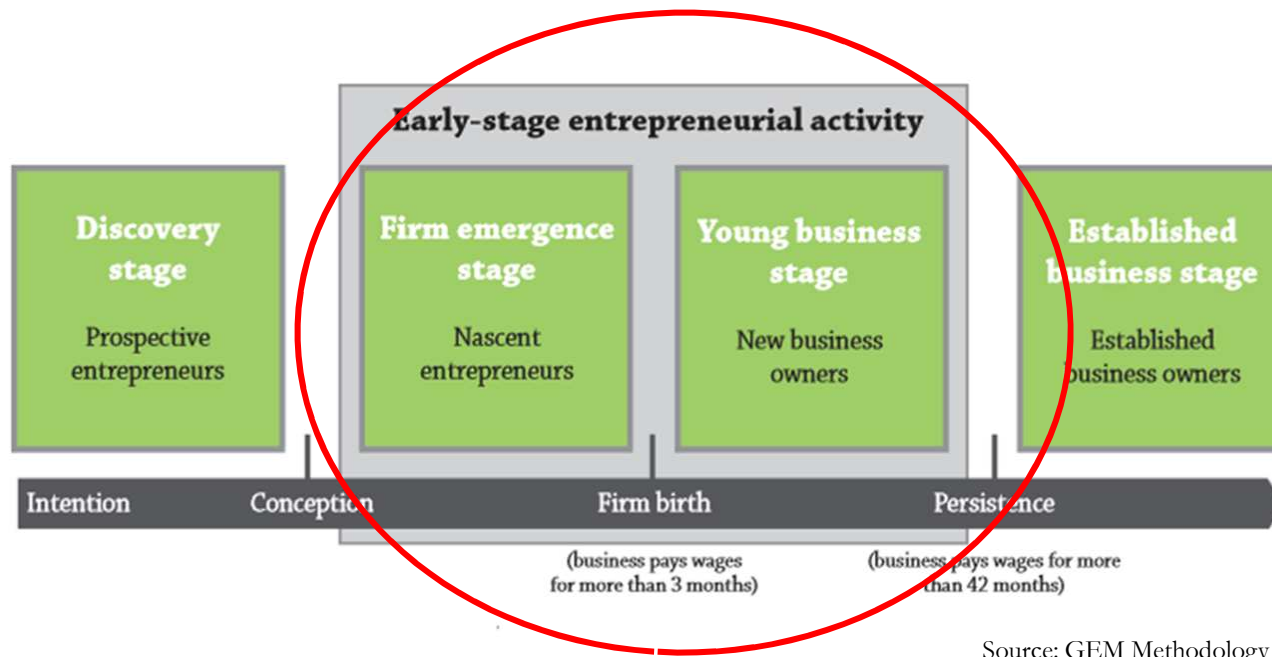 Early-stage entrepreneurial activity
Discovery
stage
Prospective
entrepreneurs
Firm emergence
stage
Nascent
entrepreneurs
Young business
stage
New business
owners
Established
business stage
Established
business owners
Intention
Conception
Firm birth
Persistence
(business pays wages
for more than 3 months)
(business pays wages for more
than 42 months)
Source: GEM Methodology